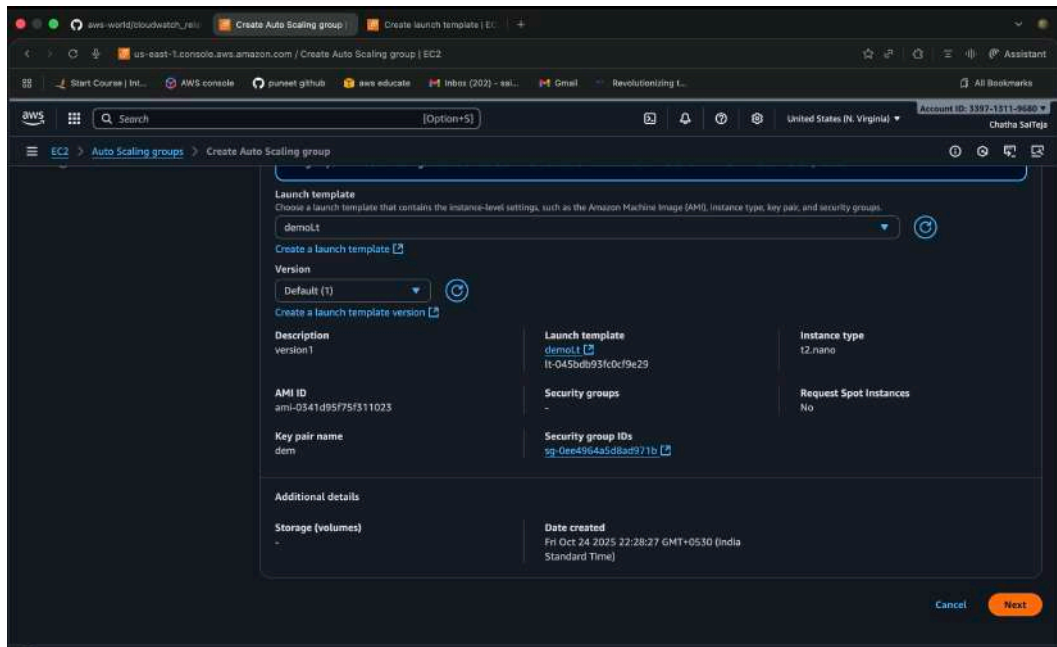 aws-world/cloudwatch_rel
Create Auto Scaling group |
Create launch template | EC
us-east-1.console.aws.amazon.com / Create Auto Scaling group | EC2
Assistant
Start Course | Int...
AWS console
puneet github
aws educate
Inbox (202) - sai...
Gmail
Revolutionizing t...
All Bookmarks
aws
Search
[Option+S]
United States (N. Virginia)
Account ID: 3397-1311-9680
Chatha SaiTeja
EC2 > Auto Scaling groups > Create Auto Scaling group
Launch template
Choose a launch template that contains the instance-level settings, such as the Amazon Machine Image (AMI), instance type, key pair, and security groups.
demoLt
Create a launch template
Version
Default (1)
Create a launch template version
Description
version1
Launch template
demoLt
lt-045bdb93fc0cf9e29
Instance type
t2.nano
AMI ID
ami-0341d95f75f311023
Security groups
-
Request Spot Instances
No
Key pair name
dem
Security group IDs
sg-0ee4964a5d8ad971b
Additional details
Storage (volumes)
-
Date created
Fri Oct 24 2025 22:28:27 GMT+0530 (India
Standard Time)
Cancel
Next